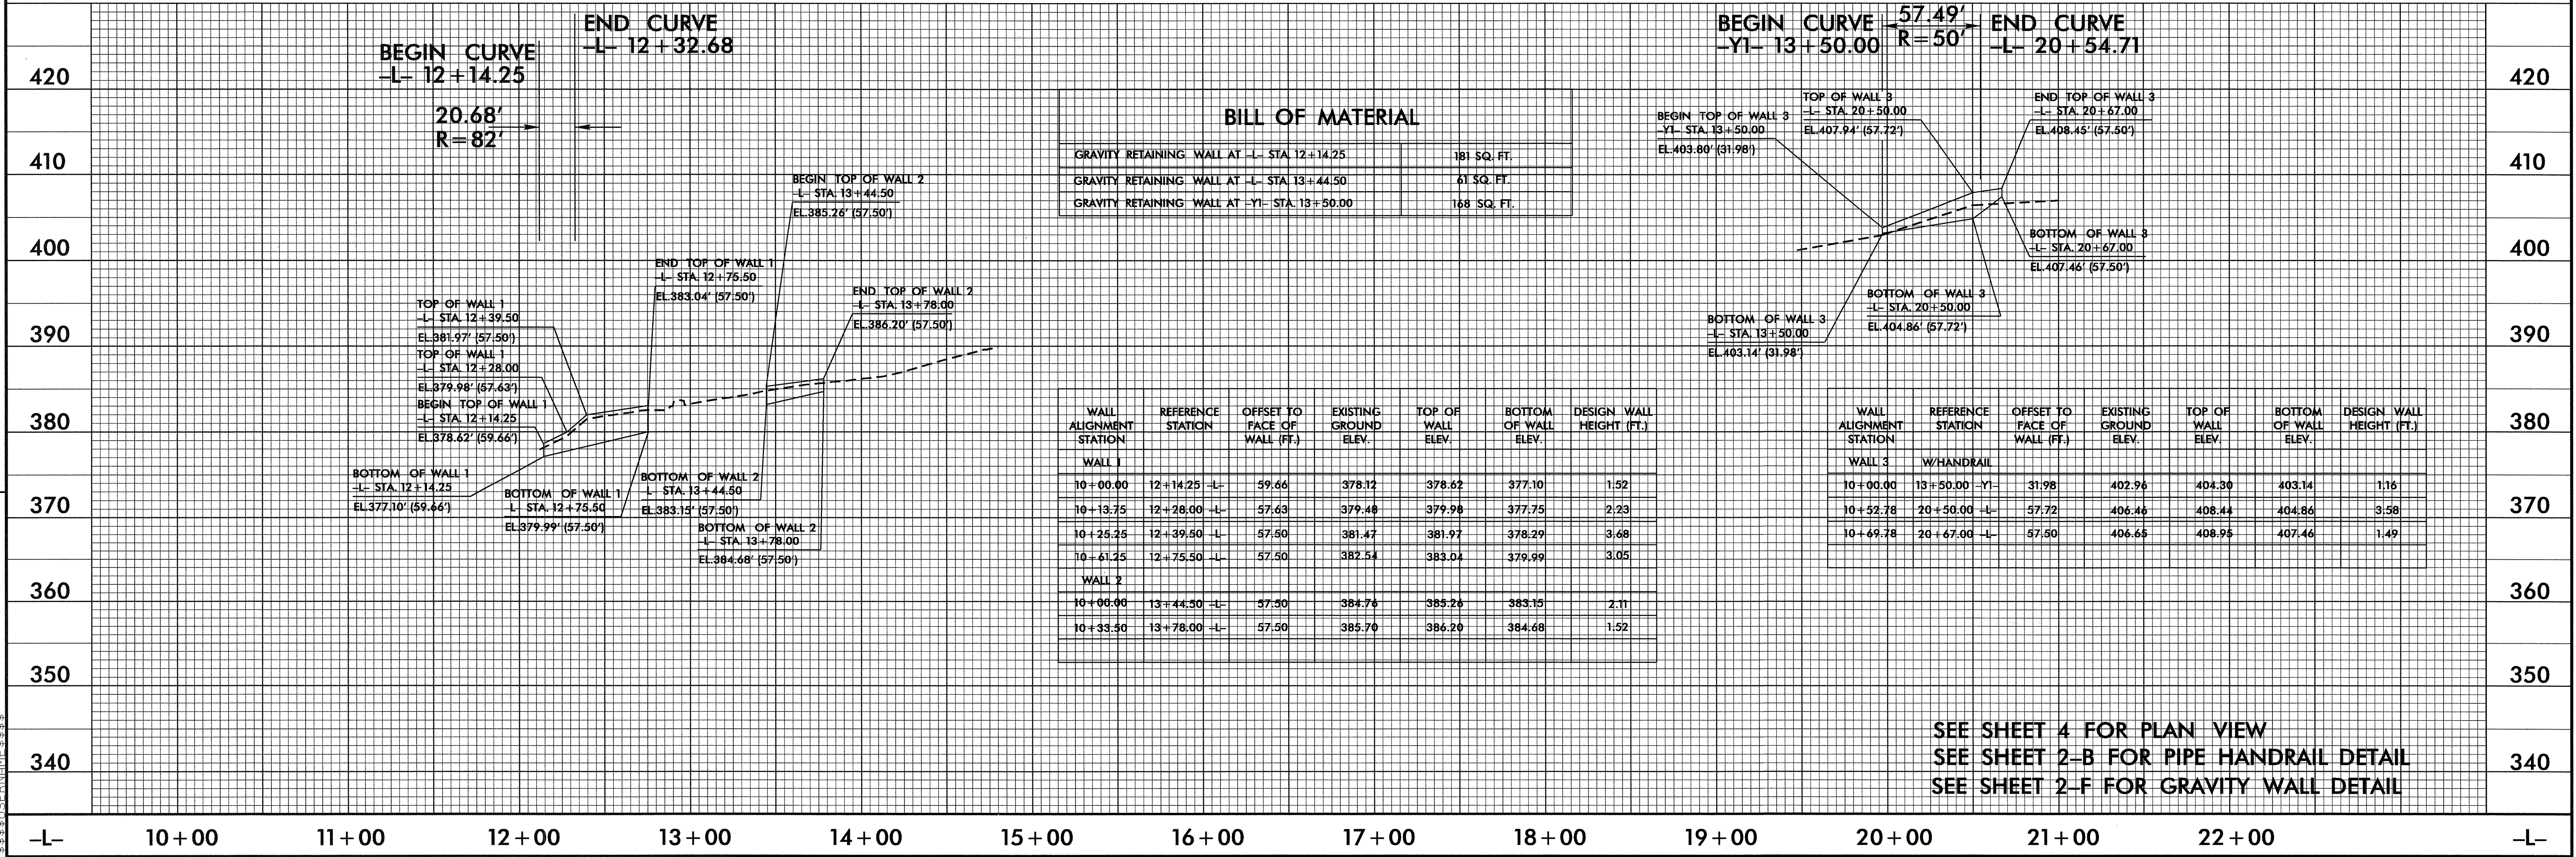 END CURVE
-L- 12+32.68
BEGIN CURVE
-L- 12+14.25
20.68'
R=82'
BEGIN CURVE
-Y1- 13+50.00
57.49'
R=50'
END CURVE
-L- 20+54.71
420
410
400
390
380
370
360
350
340
BEGIN TOP OF WALL 2
-L- STA. 13+44.50
EL.385.26' (57.50')
END TOP OF WALL 1
-L- STA. 12+75.50
EL.383.04' (57.50')
END TOP OF WALL 2
-L- STA. 13+78.00
EL.386.20' (57.50')
TOP OF WALL 1
-L- STA. 12+39.50
EL.381.97' (57.50')
TOP OF WALL 1
-L- STA. 12+28.00
EL.379.98' (57.63')
BEGIN TOP OF WALL 1
-L- STA. 12+14.25
EL.378.62' (59.66')
BOTTOM OF WALL 1
-L- STA. 12+14.25
EL.377.10' (59.66')
BOTTOM OF WALL 1
-L- STA. 12+75.50
EL.379.99' (57.50')
BOTTOM OF WALL 2
-L- STA. 13+44.50
EL.383.15' (57.50')
BOTTOM OF WALL 2
-L- STA. 13+78.00
EL.384.68' (57.50')
BILL OF MATERIAL
GRAVITY RETAINING WALL AT -L- STA. 12+14.25 181 SQ. FT.
GRAVITY RETAINING WALL AT -L- STA. 13+44.50 61 SQ. FT.
GRAVITY RETAINING WALL AT -Y1- STA. 13+50.00 168 SQ. FT.
BEGIN TOP OF WALL 3
-Y1- STA. 13+50.00
EL.403.80' (31.98')
TOP OF WALL 3
-L- STA. 20+50.00
EL.407.94' (57.72')
END TOP OF WALL 3
-L- STA. 20+67.00
EL.408.45' (57.50')
BOTTOM OF WALL 3
-L- STA. 20+67.00
EL.407.46' (57.50')
BOTTOM OF WALL 3
-L- STA. 20+50.00
EL.404.86' (57.72')
BOTTOM OF WALL 3
-L- STA. 13+50.00
EL.403.14' (31.98')
WALL ALIGNMENT STATION REFERENCE STATION OFFSET TO FACE OF WALL (FT.) EXISTING GROUND ELEV. TOP OF WALL ELEV. BOTTOM OF WALL ELEV. DESIGN WALL HEIGHT (FT.)
WALL 1
10+00.00 12+14.25 -L- 59.66 378.12 378.62 377.10 1.52
10+13.75 12+28.00 -L- 57.63 379.48 379.98 377.75 2.23
10+25.25 12+39.50 -L- 57.50 381.47 381.97 378.29 3.68
10+61.25 12+75.50 -L- 57.50 382.54 383.04 379.99 3.05
WALL 2
10+00.00 13+44.50 -L- 57.50 384.76 385.26 383.15 2.11
10+33.50 13+78.00 -L- 57.50 385.70 386.20 384.68 1.52
WALL ALIGNMENT STATION REFERENCE STATION OFFSET TO FACE OF WALL (FT.) EXISTING GROUND ELEV. TOP OF WALL ELEV. BOTTOM OF WALL ELEV. DESIGN WALL HEIGHT (FT.)
WALL 3 W/HANDRAIL
10+00.00 13+50.00 -Y1- 31.98 402.96 404.30 403.14 1.16
10+52.78 20+50.00 -L- 57.72 406.46 408.44 404.86 3.58
10+69.78 20+67.00 -L- 57.50 406.65 408.95 407.46 1.49
420
410
400
390
380
370
360
350
340
SEE SHEET 4 FOR PLAN VIEW
SEE SHEET 2-B FOR PIPE HANDRAIL DETAIL
SEE SHEET 2-F FOR GRAVITY WALL DETAIL
-L- 10+00 11+00 12+00 13+00 14+00 15+00 16+00 17+00 18+00 19+00 20+00 21+00 22+00 -L-